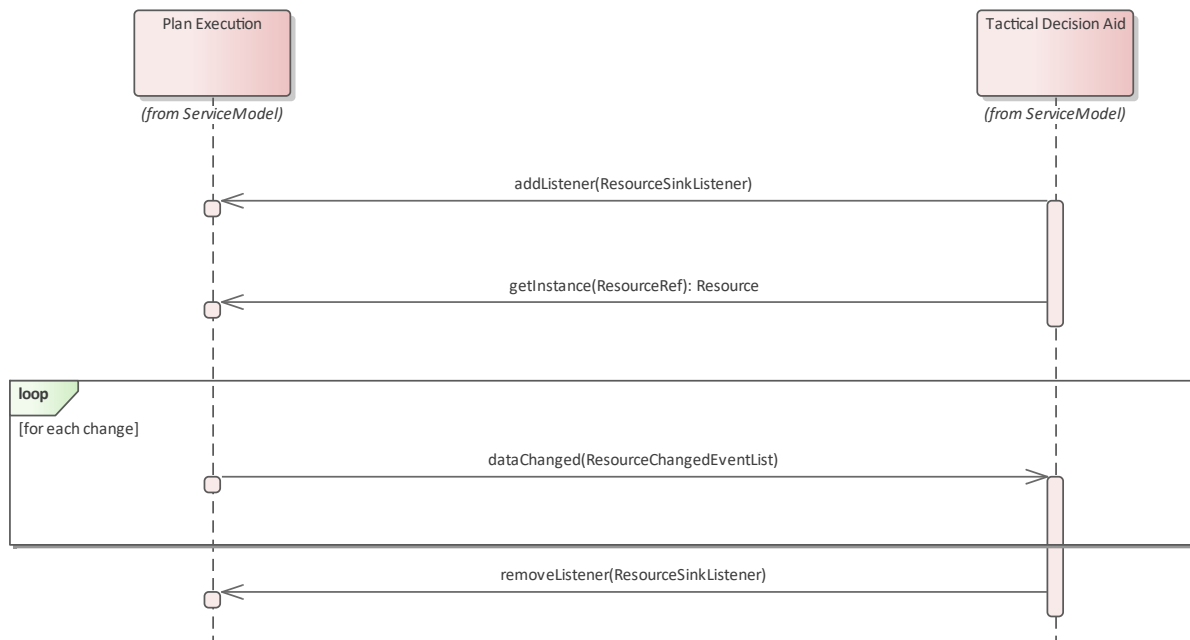 Plan Execution
Tactical Decision Aid
(from ServiceModel)
(from ServiceModel)
addListener(ResourceSinkListener)
getInstance(ResourceRef): Resource
loop
[for each change]
dataChanged(ResourceChangedEventList)
removeListener(ResourceSinkListener)